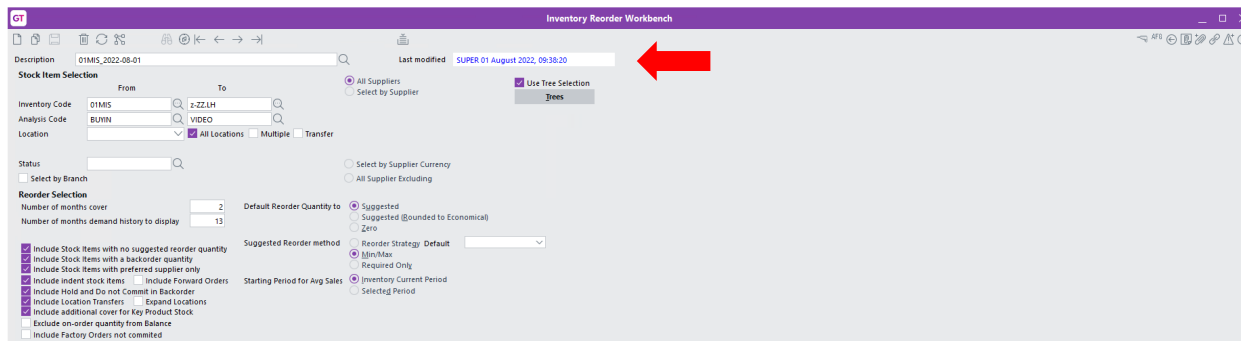 GT Inventory Reorder Workbench
Description 01MIS_2022-08-01 Last modified SUPER 01 August 2022, 09:38:20
Stock Item Selection
From To
Inventory Code 01MIS z-ZZ.LH
Analysis Code BUYIN VIDEO
Location All Locations Multiple Transfer
All Suppliers
Select by Supplier
Use Tree Selection
Trees
Status
Select by Branch
Select by Supplier Currency
All Supplier Excluding
Reorder Selection
Number of months cover 2
Number of months demand history to display 13
Default Reorder Quantity to Suggested
Suggested (Rounded to Economical)
Zero
Suggested Reorder method Reorder Strategy Default
Min/Max
Required Only
Starting Period for Avg Sales Inventory Current Period
Selected Period
Include Stock Items with no suggested reorder quantity
Include Stock Items with a backorder quantity
Include Stock Items with preferred supplier only
Include indent stock items Include Forward Orders
Include Hold and Do not Commit in Backorder
Include Location Transfers Expand Locations
Include additional cover for Key Product Stock
Exclude on-order quantity from Balance
Include Factory Orders not commited